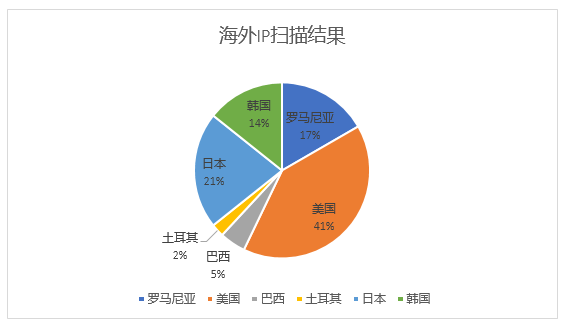 海外IP扫描结果
韩国
14%
罗马尼亚
17%
日本
21%
美国
41%
土耳其
2%
巴西
5%
罗马尼亚 美国 巴西 土耳其 日本 韩国